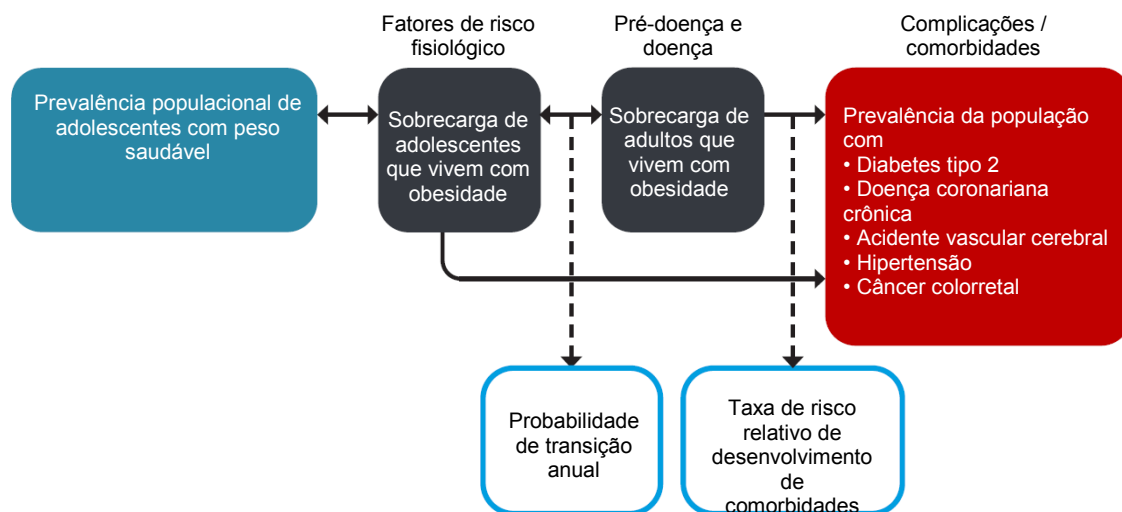 Fatores de risco
fisiológico
Pré-doença e
doença
Complicações /
comorbidades
Prevalência populacional de
adolescentes com peso
saudável
Sobrecarga de
adolescentes
que vivem com
obesidade
Sobrecarga de
adultos que
vivem com
obesidade
Prevalência da população
com
• Diabetes tipo 2
• Doença coronariana
crônica
• Acidente vascular cerebral
• Hipertensão
• Câncer colorretal
Probabilidade
de transição
anual
Taxa de risco
relativo de
desenvolvimento
de
comorbidades